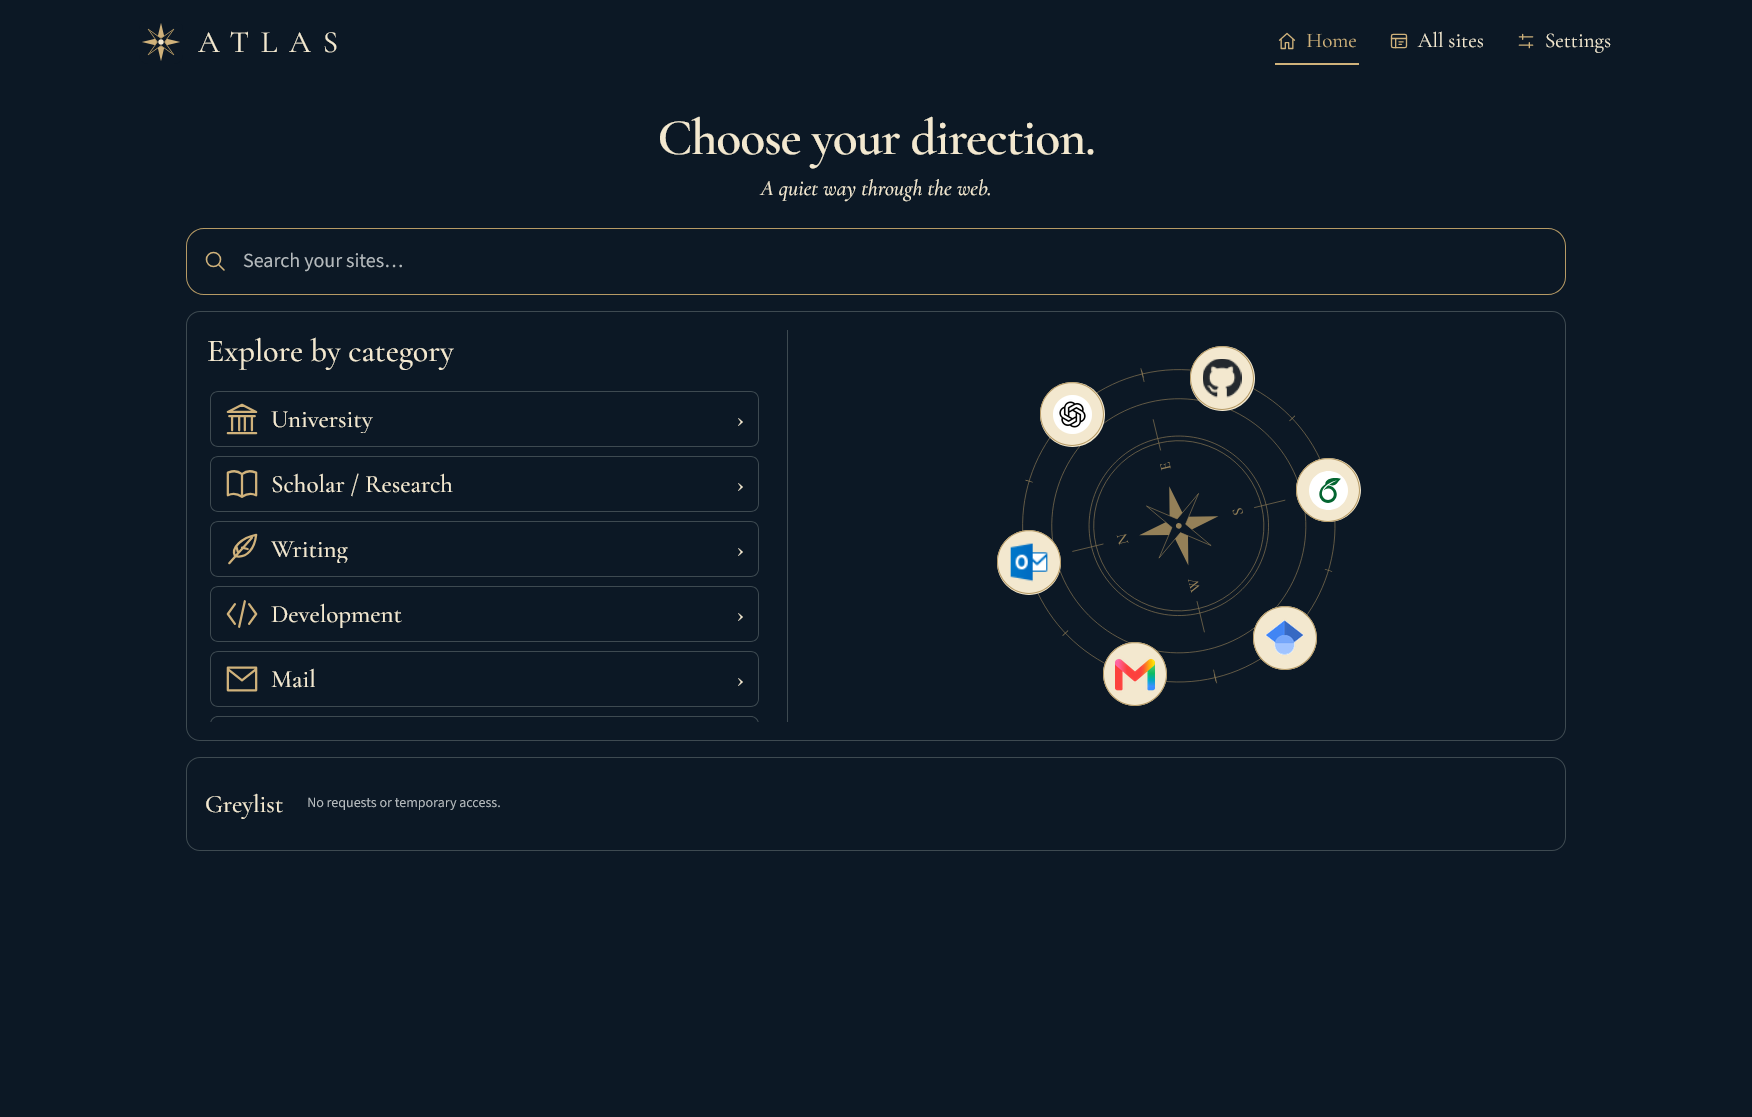 ATLAS
Home
All sites
Settings
Choose your direction.
A quiet way through the web.
Search your sites...
Explore by category
University
Scholar / Research
Writing
Development
Mail
E
S
N
W
Greylist
No requests or temporary access.